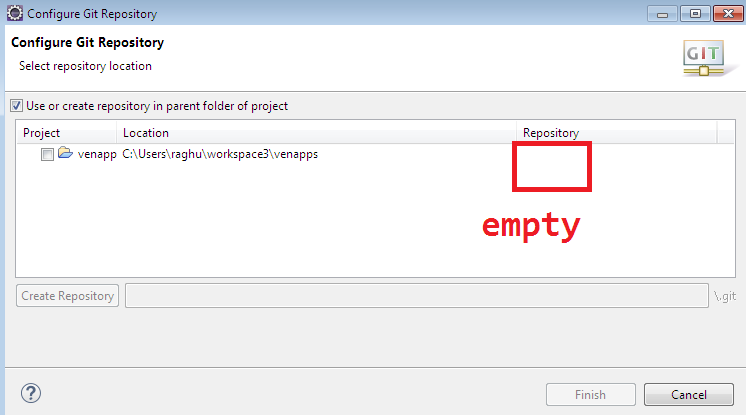 Configure Git Repository
Configure Git Repository
Select repository location
GIT
Use or create repository in parent folder of project
Project Location Repository
venapp C:\Users\raghu\workspace3\venapps
empty
Create Repository \.git
? Finish Cancel